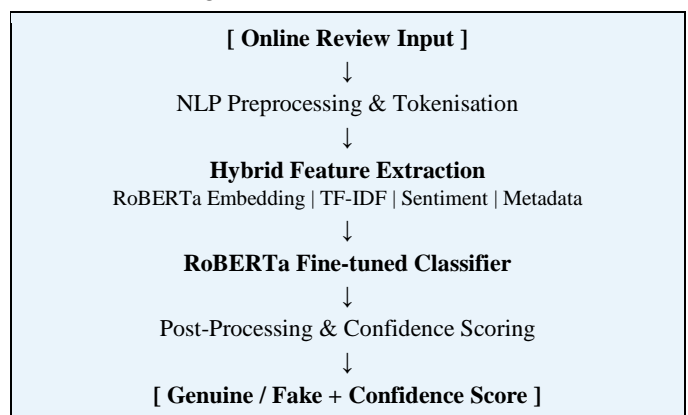 [ Online Review Input ]
↓
NLP Preprocessing & Tokenisation
↓
Hybrid Feature Extraction
RoBERTa Embedding | TF-IDF | Sentiment | Metadata
↓
RoBERTa Fine-tuned Classifier
↓
Post-Processing & Confidence Scoring
↓
[ Genuine / Fake + Confidence Score ]